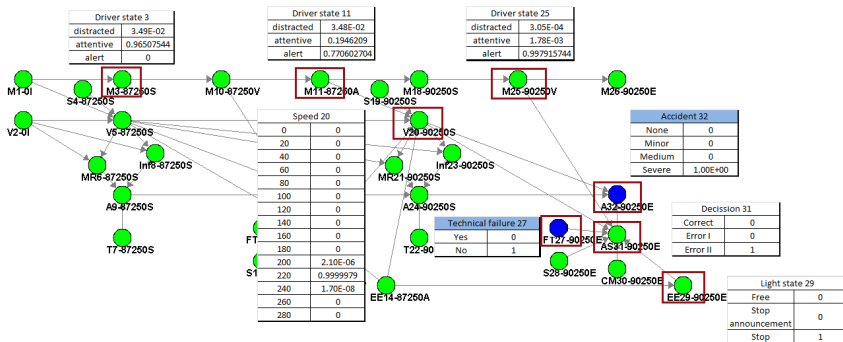 Driver state 3
distracted 3.49E-02
attentive 0.96507544
alert 0
Driver state 11
distracted 3.48E-02
attentive 0.1946209
alert 0.770602704
Driver state 25
distracted 3.05E-04
attentive 1.78E-03
alert 0.997915744
M1-0I
M3-87250S
M10-87250V
M11-87250A
M18-90250S
M25-90250V
M26-90250E
S4-87250S
S19-90250S
V2-0I
V5-87250S
V20-90250S
Speed 20
0 0
20 0
40 0
60 0
80 0
100 0
120 0
140 0
160 0
180 0
200 2.10E-06
220 0.9999979
240 1.70E-08
260 0
280 0
Accident 32
None 0
Minor 0
Medium 0
Severe 1.00E+00
Inf8-87250S
Inf23-90250S
MR6-87250S
MR21-90250S
A9-87250S
A24-90250S
A32-90250E
Technical failure 27
Yes 0
No 1
Decission 31
Correct 0
Error I 0
Error II 1
T7-87250S
FT
T22-90
FT27-90250E
AS31-90250E
S1
S28-90250E
CM30-90250E
EE14-87250A
EE29-90250E
Light state 29
Free 0
Stop
announcement 0
Stop 1